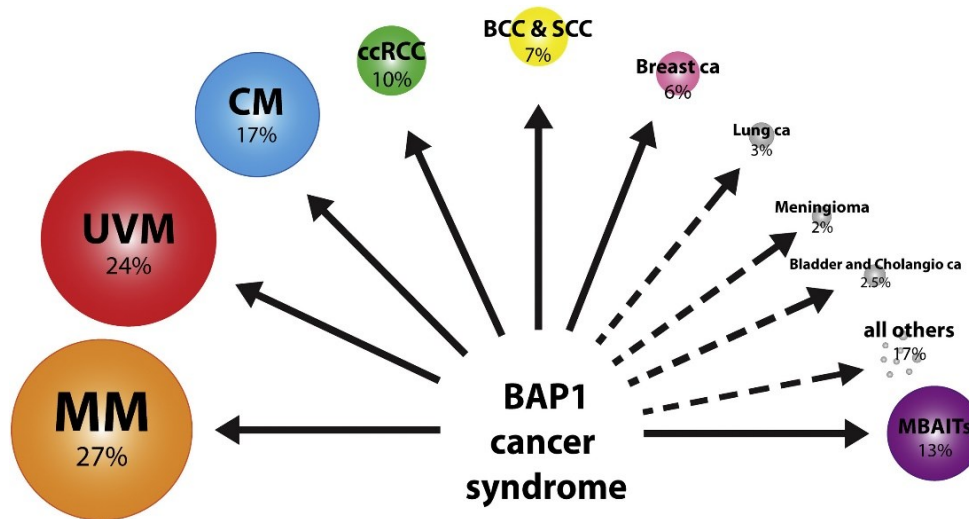 BCC & SCC
7%
ccRCC
10%
Breast ca
6%
CM
17%
Lung ca
3%
Meningioma
2%
UVM
24%
Bladder and Cholangio ca
2.5%
all others
17%
MM
27%
MBAITs
13%
BAP1
cancer
syndrome